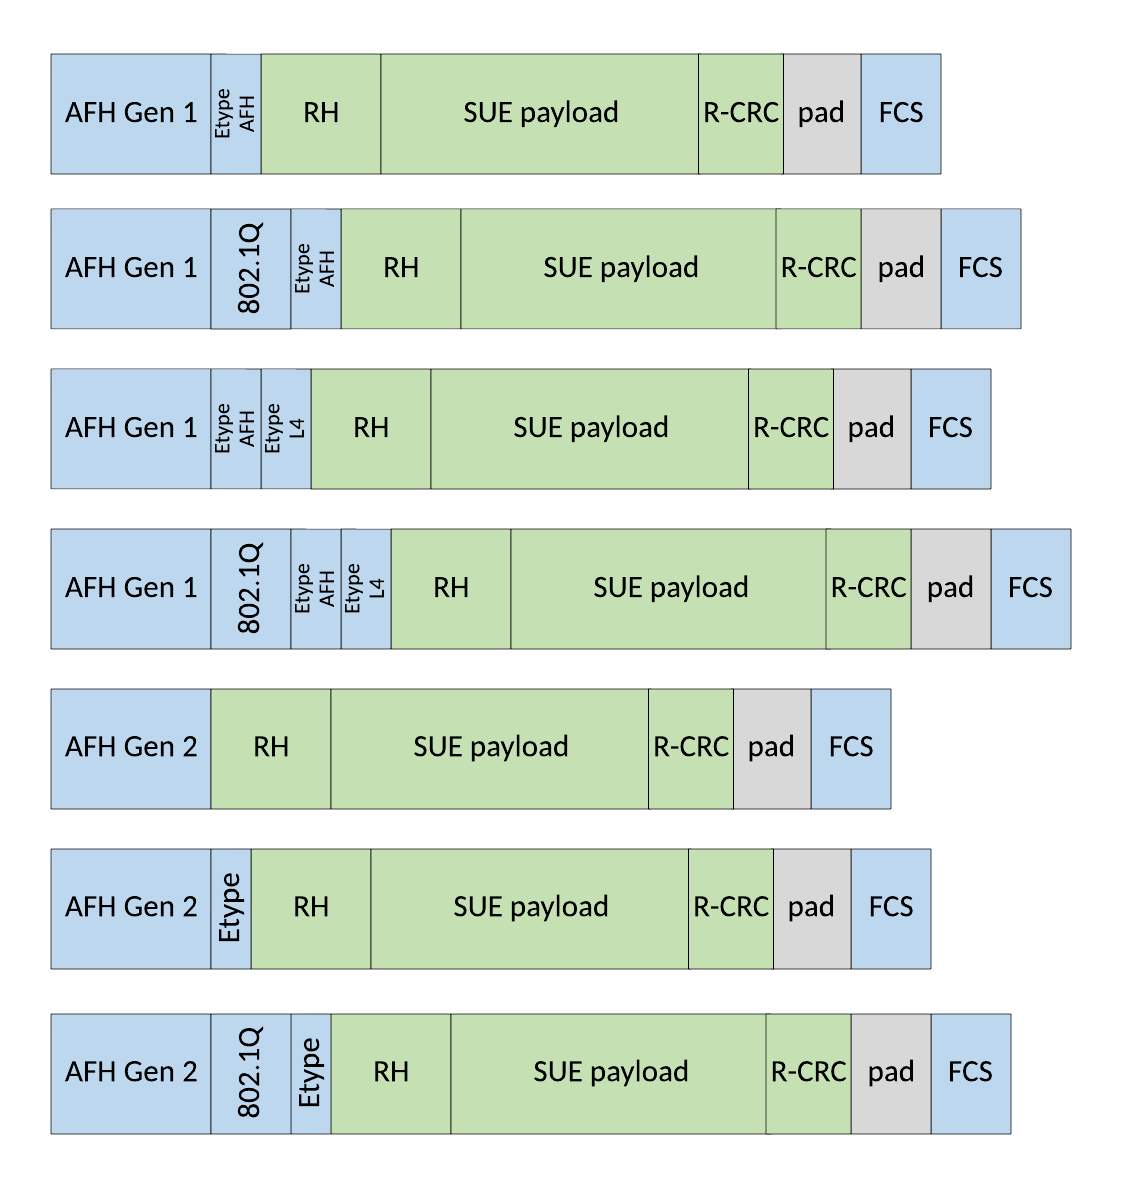 AFH Gen 1 Etype AFH RH SUE payload R-CRC pad FCS
AFH Gen 1 802.1Q Etype AFH RH SUE payload R-CRC pad FCS
AFH Gen 1 Etype AFH Etype L4 RH SUE payload R-CRC pad FCS
AFH Gen 1 802.1Q Etype AFH Etype L4 RH SUE payload R-CRC pad FCS
AFH Gen 2 RH SUE payload R-CRC pad FCS
AFH Gen 2 Etype RH SUE payload R-CRC pad FCS
AFH Gen 2 802.1Q Etype RH SUE payload R-CRC pad FCS